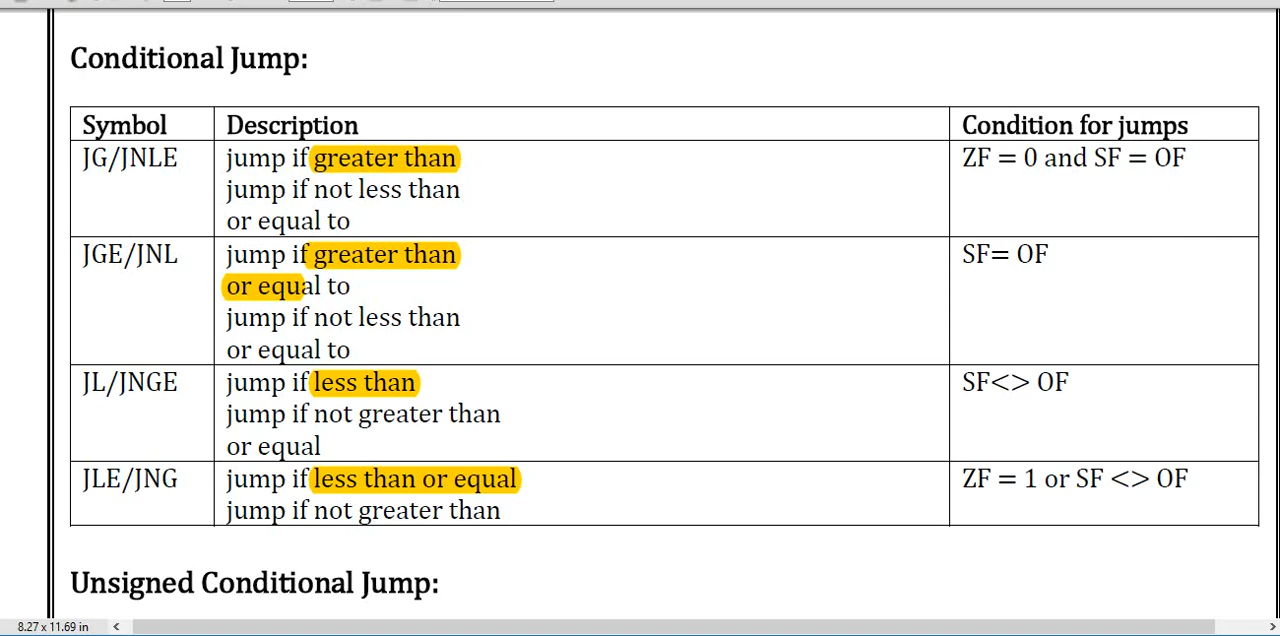 Conditional Jump:
Symbol Description Condition for jumps
JG/JNLE jump if greater than ZF = 0 and SF = OF
jump if not less than
or equal to
JGE/JNL jump if greater than SF= OF
or equal to
jump if not less than
or equal to
JL/JNGE jump if less than SF<> OF
jump if not greater than
or equal
JLE/JNG jump if less than or equal ZF = 1 or SF <> OF
jump if not greater than
Unsigned Conditional Jump:
8.27 x 11.69 in